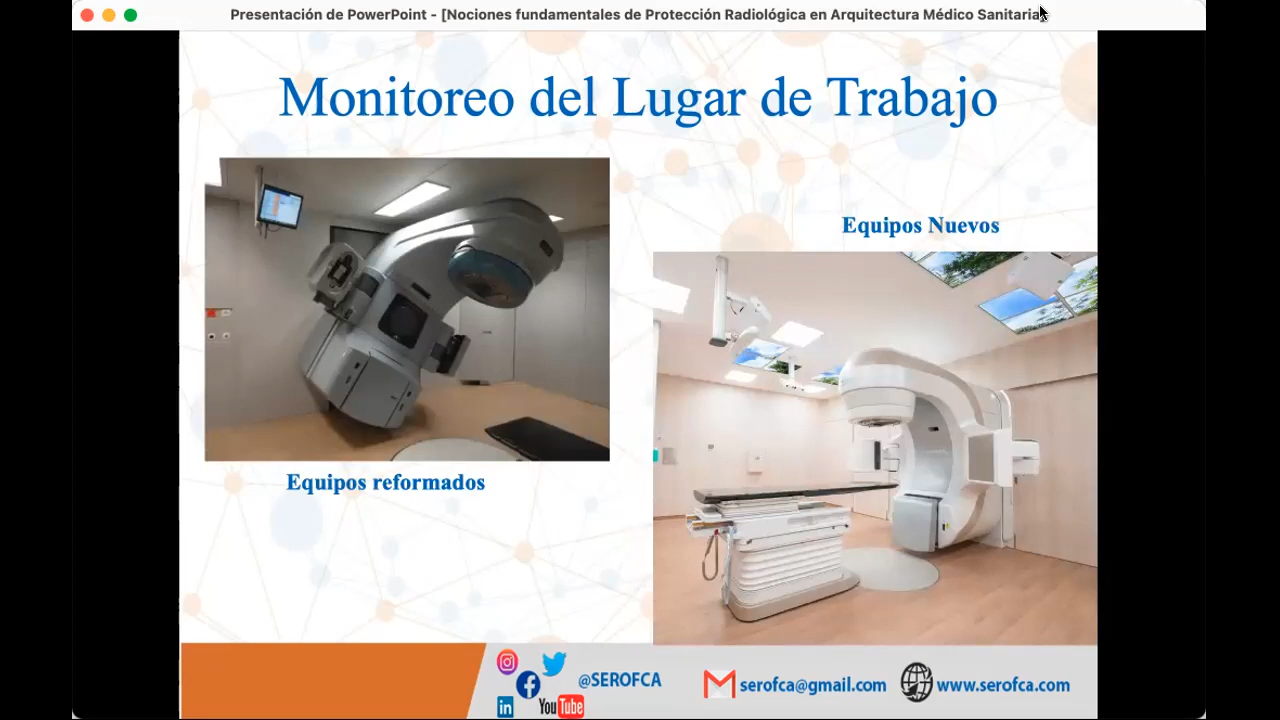 Presentación de PowerPoint - [Nociones fundamentales de Protección Radiológica en Arquitectura Médico Sanitaria
Monitoreo del Lugar de Trabajo
Equipos Nuevos
Equipos reformados
@SEROFCA
serofca@gmail.com
www.serofca.com
in
YouTube